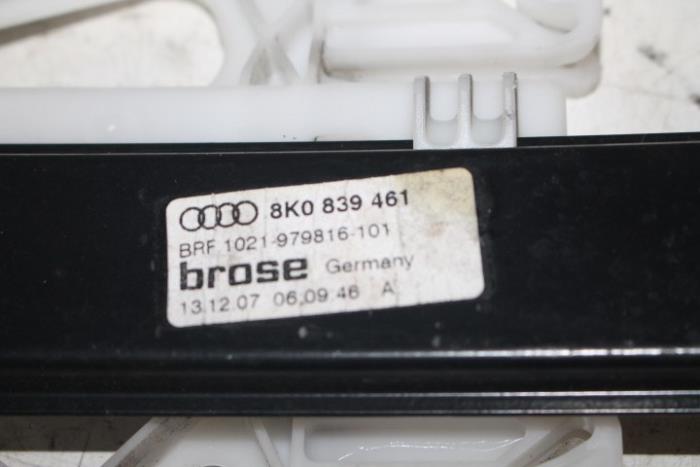 8K0 839 461
BRF 1021-979816-101
brose Germany
13.12.07 06.09.46 A